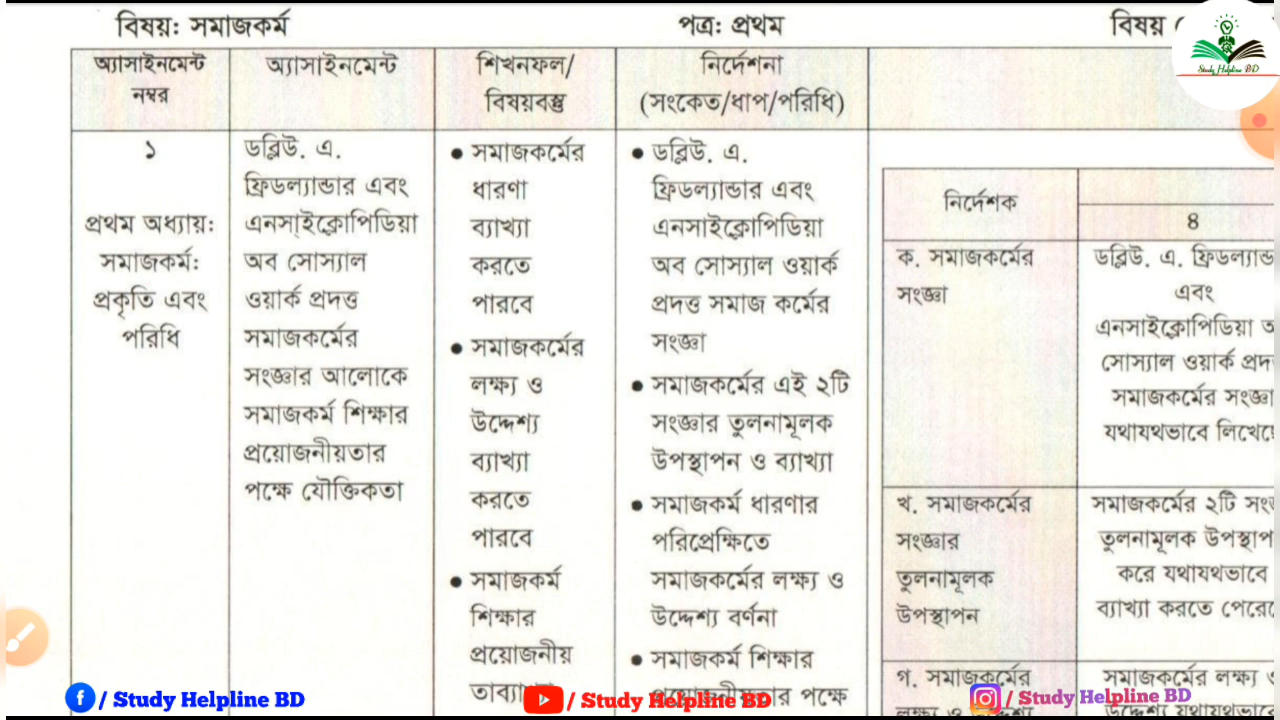 বিষয়: সমাজকর্ম
পত্র: প্রথম
বিষয় (
Study Helpline BD
অ্যাসাইনমেন্ট
নম্বর
অ্যাসাইনমেন্ট
শিখনফল/
বিষয়বস্তু
নির্দেশনা
(সংকেত/ধাপ/পরিধি)
১
প্রথম অধ্যায়:
সমাজকর্ম:
প্রকৃতি এবং
পরিধি
ডব্লিউ. এ.
ফ্রিডল্যান্ডার এবং
এনসাইক্লোপিডিয়া
অব সোস্যাল
ওয়ার্ক প্রদত্ত
সমাজকর্মের
সংজ্ঞার আলোকে
সমাজকর্ম শিক্ষার
প্রয়োজনীয়তার
পক্ষে যৌক্তিকতা
● সমাজকর্মের
ধারণা
ব্যাখ্যা
করতে
পারবে
● সমাজকর্মের
লক্ষ্য ও
উদ্দেশ্য
ব্যাখ্যা
করতে
পারবে
● সমাজকর্ম
শিক্ষার
প্রয়োজনীয়
● ডব্লিউ. এ.
ফ্রিডল্যান্ডার এবং
এনসাইক্লোপিডিয়া
অব সোস্যাল ওয়ার্ক
প্রদত্ত সমাজ কর্মের
সংজ্ঞা
● সমাজকর্মের এই ২টি
সংজ্ঞার তুলনামূলক
উপস্থাপন ও ব্যাখ্যা
● সমাজকর্ম ধারণার
পরিপ্রেক্ষিতে
সমাজকর্মের লক্ষ্য ও
উদ্দেশ্য বর্ণনা
● সমাজকর্ম শিক্ষার
প্রয়োজনীয়তার পক্ষে
নির্দেশক
৪
ক. সমাজকর্মের
সংজ্ঞা
ডব্লিউ. এ. ফ্রিডল্যান্ড
এবং
এনসাইক্লোপিডিয়া অ
সোস্যাল ওয়ার্ক প্রদ
সমাজকর্মের সংজ্ঞা
যথাযথভাবে লিখেছে
খ. সমাজকর্মের
সংজ্ঞার
তুলনামূলক
উপস্থাপন
সমাজকর্মের ২টি সংজ্ঞ
তুলনামূলক উপস্থাপ
করে যথাযথভাবে
ব্যাখ্যা করতে পেরেছে
গ. সমাজকর্মের
লক্ষ্য ও উদ্দেশ্য
সমাজকর্মের লক্ষ্য ও
উদ্দেশ্য যথাযথভাবে
/ Study Helpline BD
/ Study Helpline BD
/ Study Helpline BD